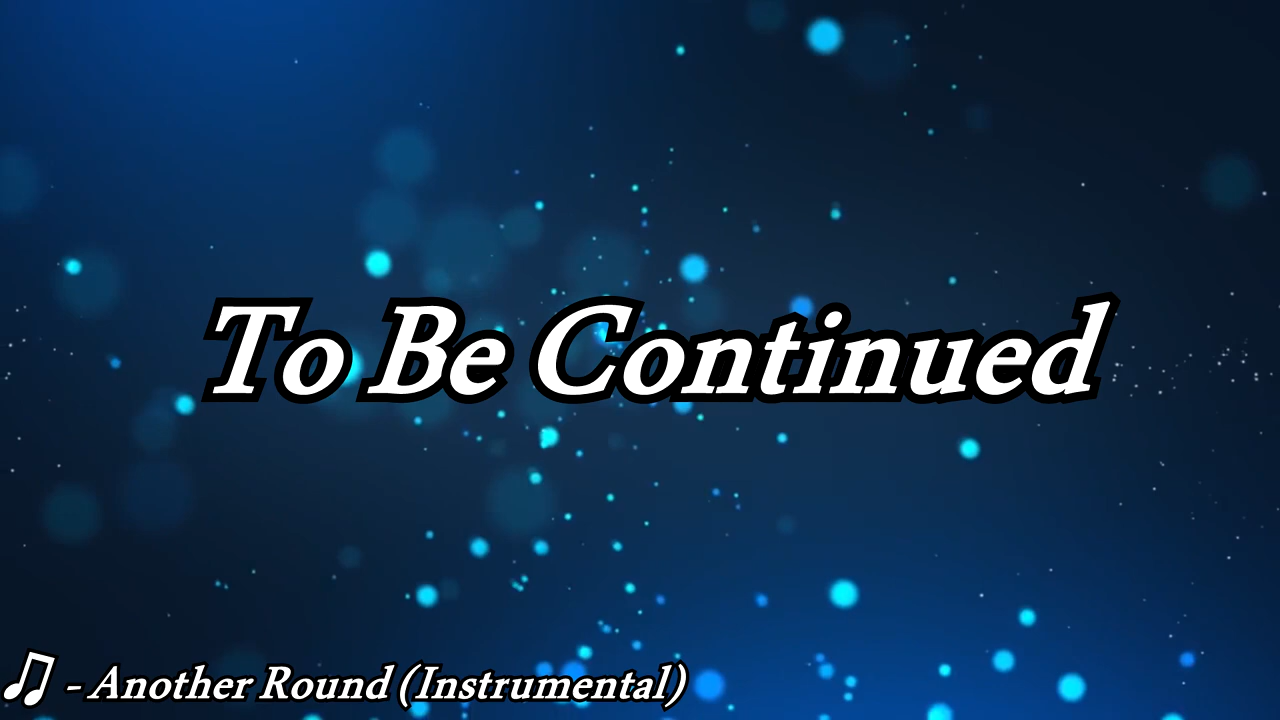 To Be Continued
♫ - Another Round (Instrumental)